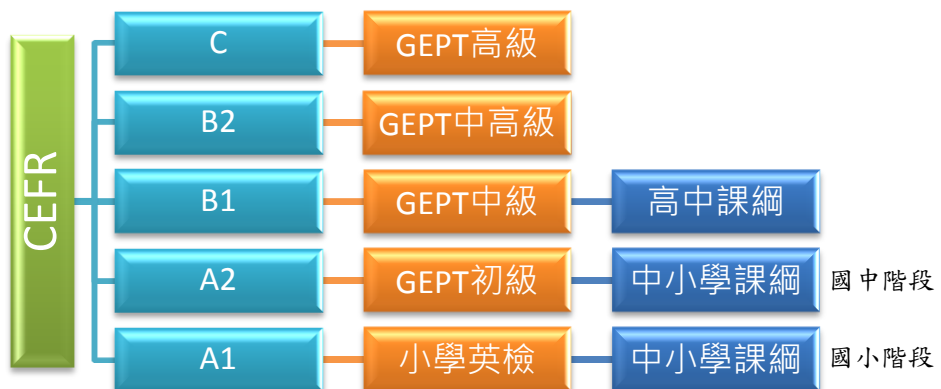 CEFR
C
GEPT高級
B2
GEPT中高級
B1
GEPT中級
高中課綱
A2
GEPT初級
中小學課綱
國中階段
A1
小學英檢
中小學課綱
國小階段